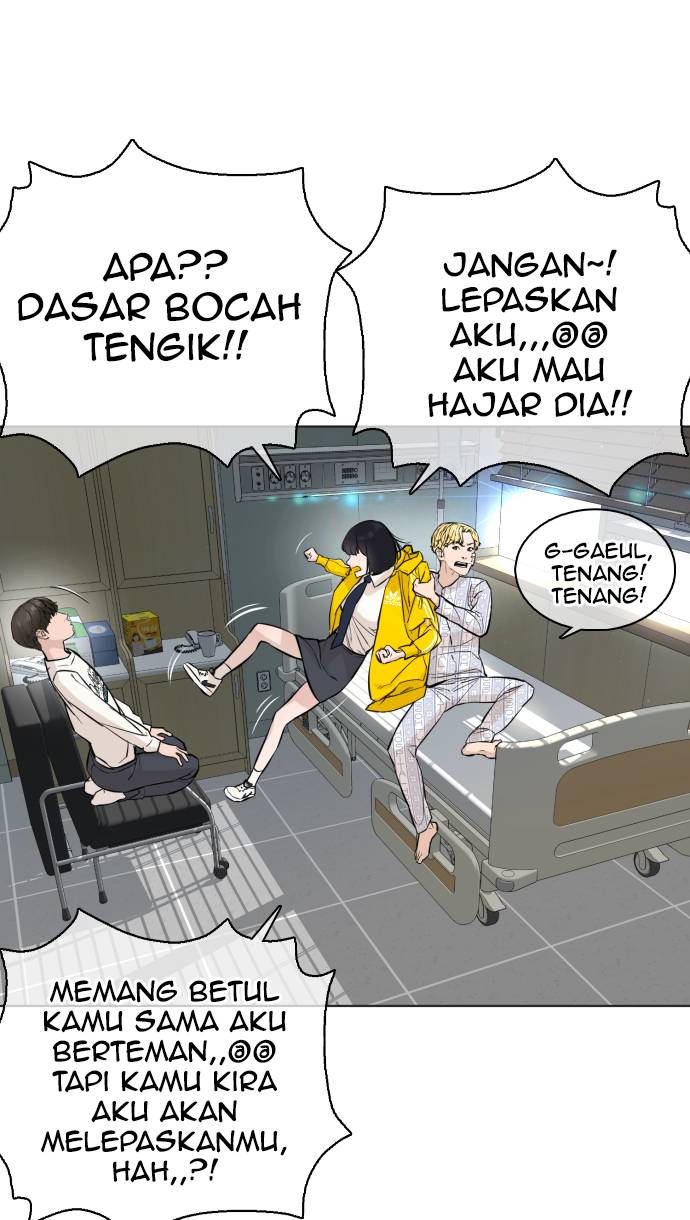 APA??
DASAR BOCAH
TENGIK!!
JANGAN~!
LEPASKAN
AKU,,,@@
AKU MAU
HAJAR DIA!!
G-GAEUL,
TENANG!
TENANG!
adidas
MEMANG BETUL
KAMU SAMA AKU
BERTEMAN,,@@
TAPI KAMU KIRA
AKU AKAN
MELEPASKANMU,
HAH,,?!